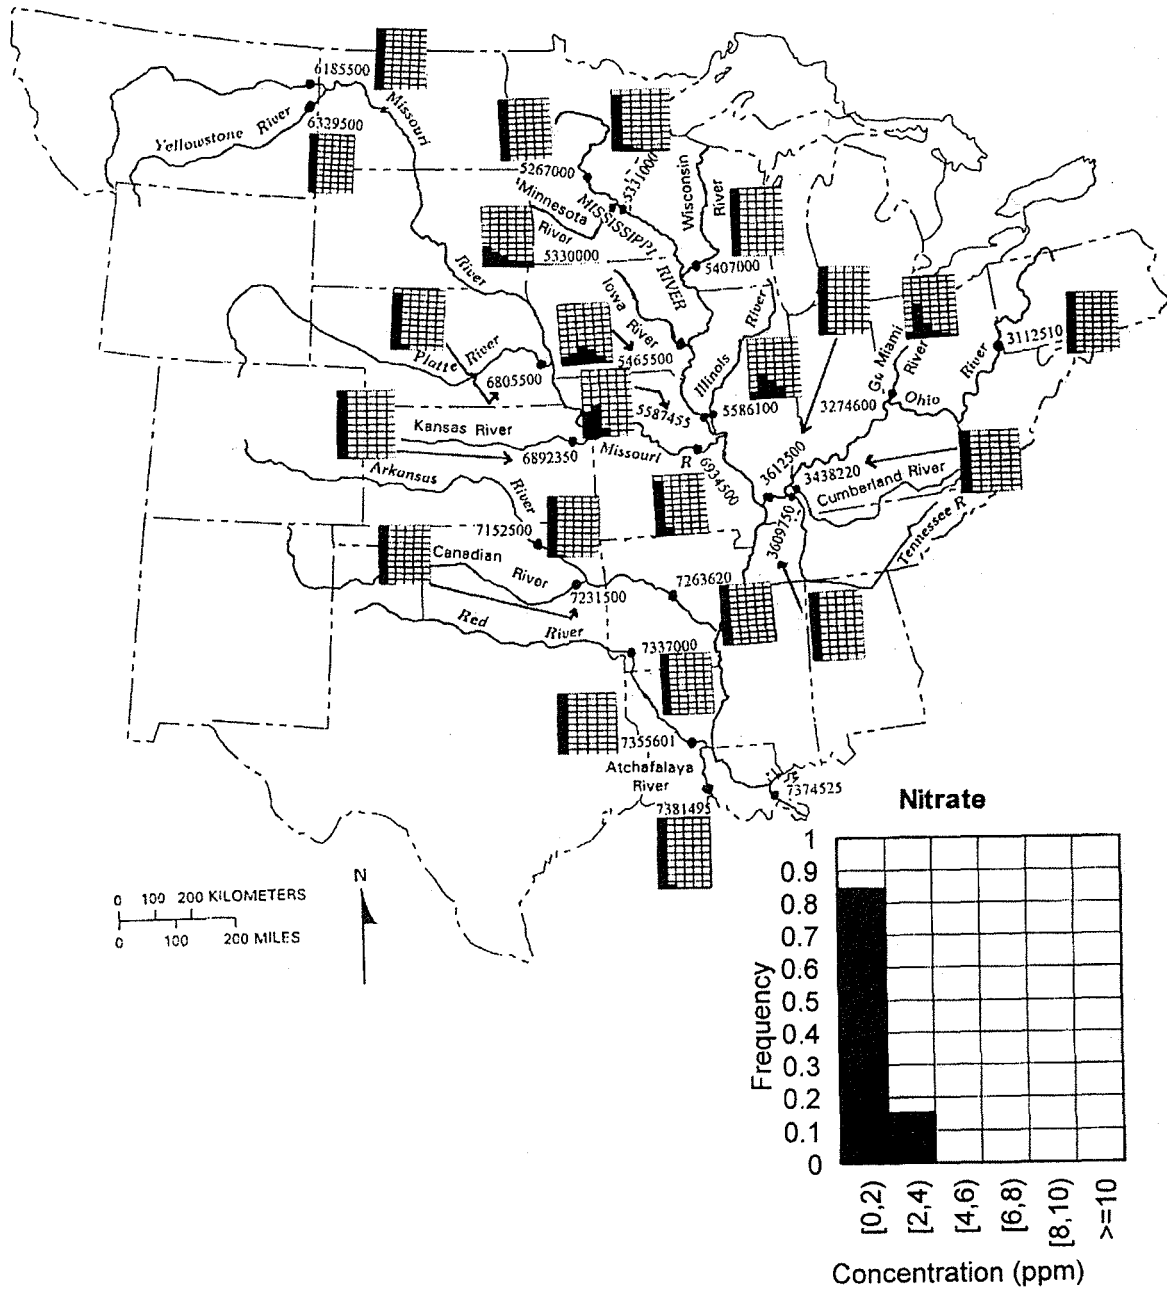 6185500
Missouri
Yellowstone River
6329500
5267000
5331000
Wisconsin
River
Minnesota
River
MISSISSIPPI RIVER
5330000
5407000
River
Iowa River
Illinois River
Gt Miami
River
River
3112510
Platte River
6805500
5465500
3274600
Ohio
5587455
5586100
Kansas River
6892350
Missouri R
6934500
3612500
3438220
Cumberland River
Arkansas
River
3609750
Tennessee R
7152500
Canadian
River
7231500
7263620
Red River
7337000
7355601
Atchafalaya
River
7374525
7381495
Nitrate
N
0 100 200 KILOMETERS
0 100 200 MILES
Frequency
1
0.9
0.8
0.7
0.6
0.5
0.4
0.3
0.2
0.1
0
[0,2)
[2,4)
[4,6)
[6,8)
[8,10)
>=10
Concentration (ppm)